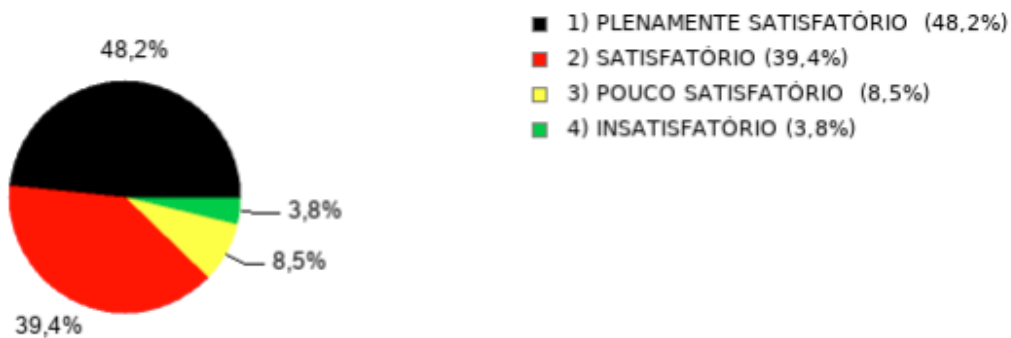 48,2%
3,8%
8,5%
39,4%
1) PLENAMENTE SATISFATÓRIO (48,2%)
2) SATISFATÓRIO (39,4%)
3) POUCO SATISFATÓRIO (8,5%)
4) INSATISFATÓRIO (3,8%)